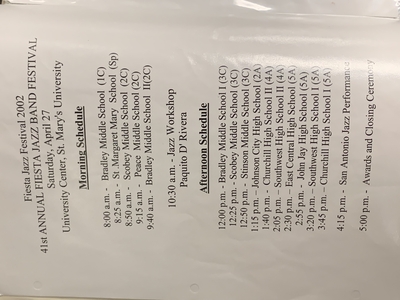 Fiesta Jazz Festival 2002
41st ANNUAL FIESTA JAZZ BAND FESTIVAL
Saturday, April 27
University Center, St. Mary's University
Morning Schedule
8:00 a.m. - Bradley Middle School (1C)
8:25 a.m. - St. Margaret Mary School (Sp)
8:50 a.m. - Scobey Middle School (2C)
9:15 a.m. - Peace Middle School (2C)
9:40 a.m. - Bradley Middle School II(2C)
10:30 a.m. - Jazz Workshop
Paquito D' Rivera
Afternoon Schedule
12:00 p.m. - Bradley Middle School I (3C)
12:25 p.m. - Scobey Middle School (3C)
12:50 p.m. - Stinson Middle School (3C)
1:15 p.m. - Johnson City High School (2A)
1:40 p.m. - Churchill High School II (4A)
2:05 p.m. - Southwest High School II (4A)
2:30 p.m. - East Central High School (5A)
2:55 p.m. - John Jay High School (5A)
3:20 p.m. - Southwest High School I (5A)
3:45 p.m. - Churchill High School I (5A)
4:15 p.m. - San Antonio Jazz Performance
5:00 p.m. - Awards and Closing Ceremony